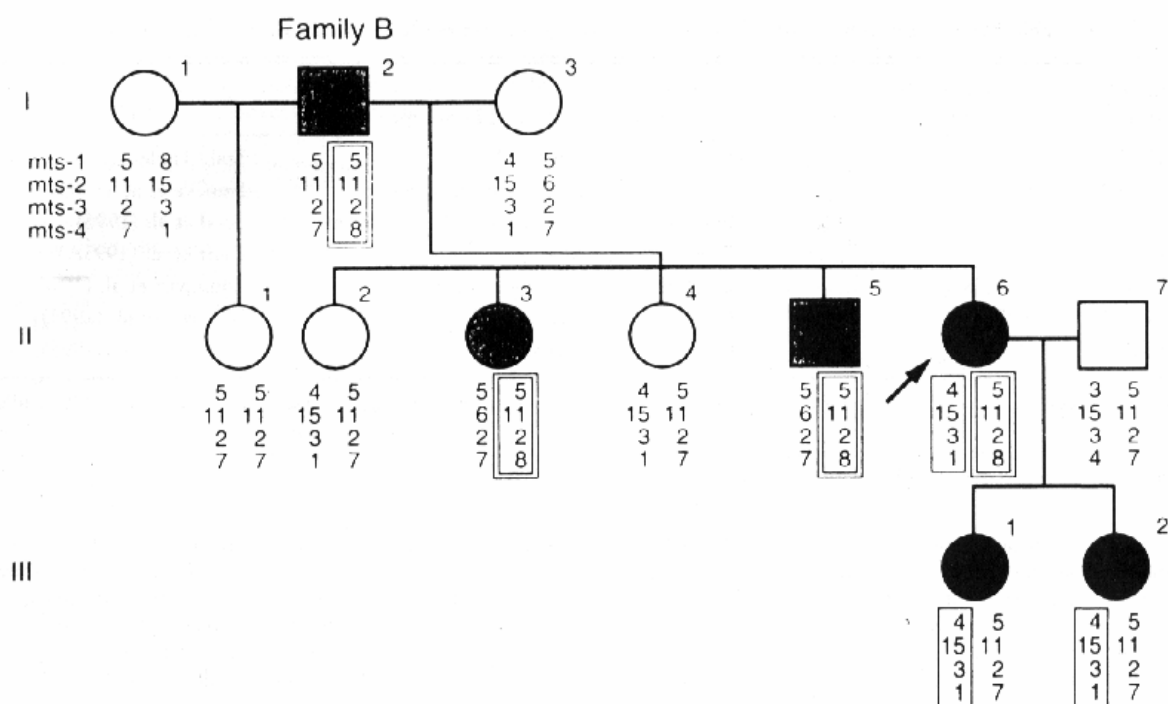 Family B
1 2 3
I
mts-1 5 8 5 5 4 5
mts-2 11 15 11 11 15 6
mts-3 2 3 2 2 3 2
mts-4 7 1 7 8 1 7
1 2 3 4 5 6 7
II
5 5 4 5 5 5 4 5 5 5 4 5 3 5
11 11 15 11 6 11 15 11 6 11 15 11 15 11
2 2 3 2 2 2 3 2 2 2 3 2 3 2
7 7 1 7 7 8 1 7 7 8 1 8 4 7
1 2
III
4 5 4 5
15 11 15 11
3 2 3 2
1 7 1 7